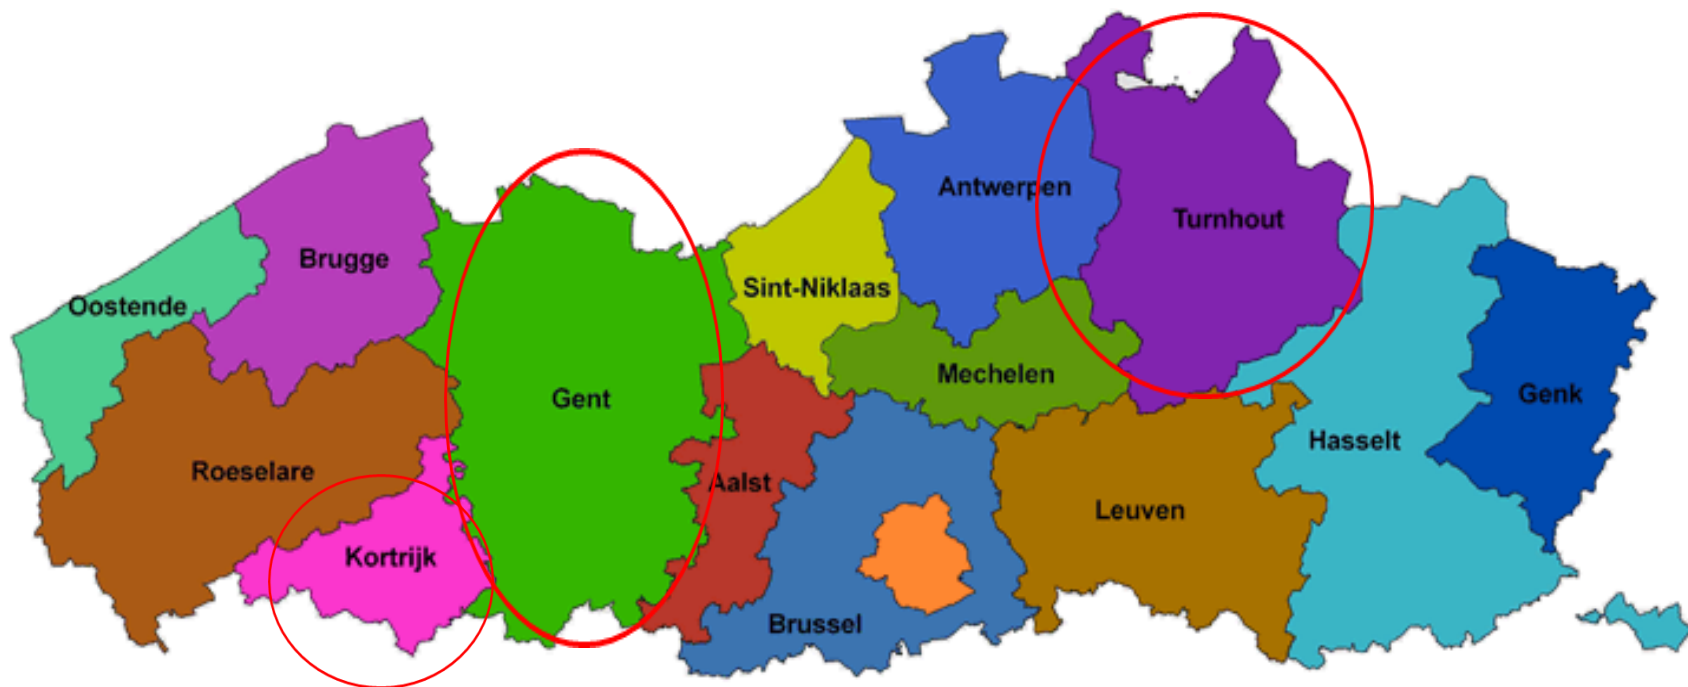 Antwerpen
Turnhout
Brugge
Sint-Niklaas
Oostende
Mechelen
Genk
Gent
Hasselt
Roeselare
Aalst
Leuven
Kortrijk
Brussel